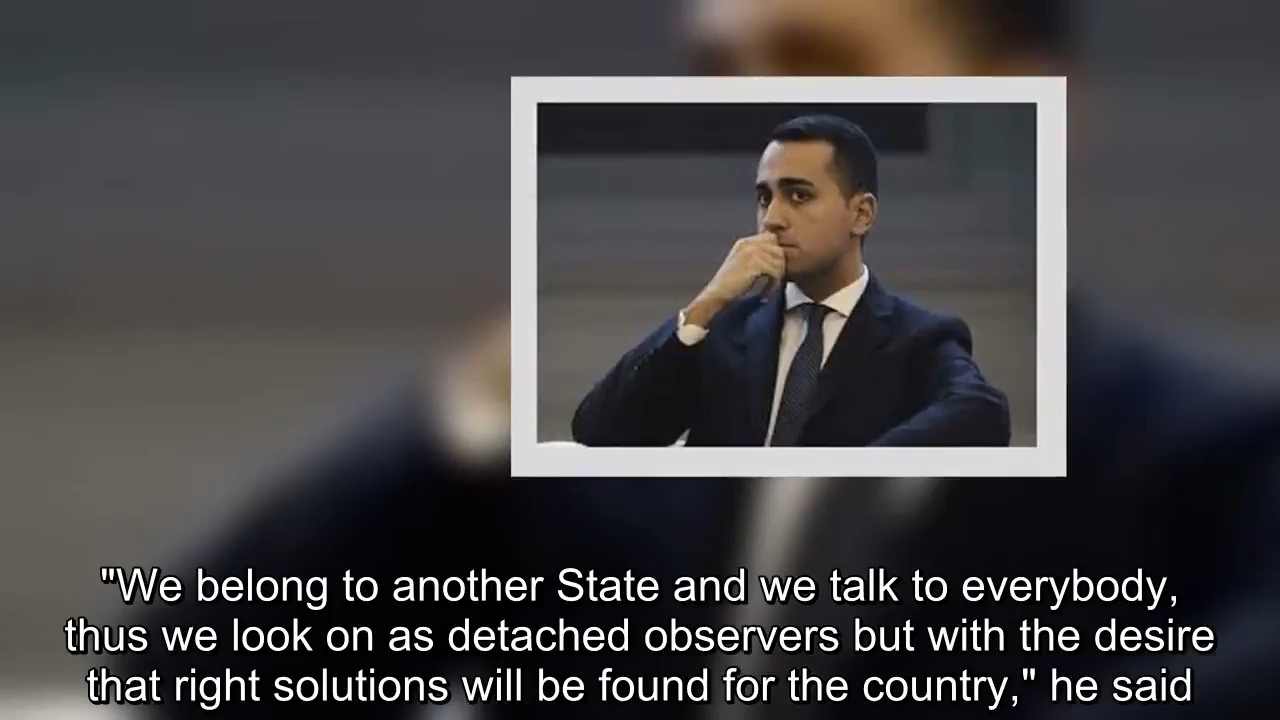 "We belong to another State and we talk to everybody,
thus we look on as detached observers but with the desire
that right solutions will be found for the country," he said